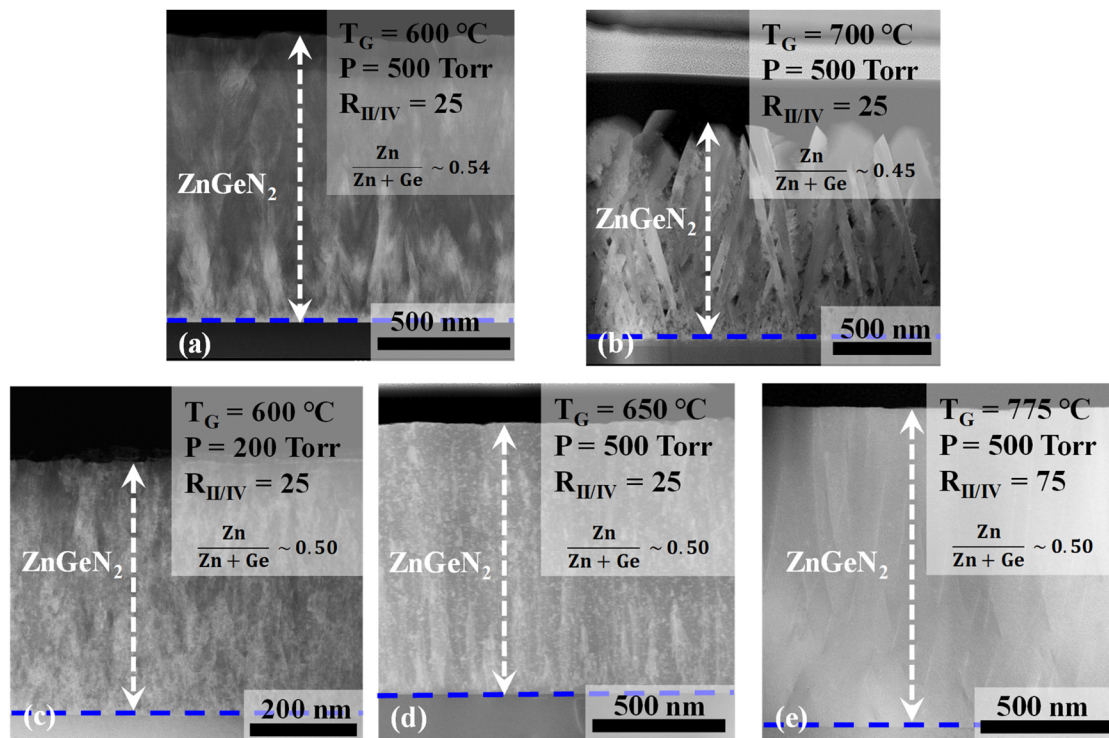 T_G = 600 °C
P = 500 Torr
R_II/IV = 25
Zn
Zn + Ge
~ 0.54
ZnGeN₂
500 nm
(a)
T_G = 700 °C
P = 500 Torr
R_II/IV = 25
Zn
Zn + Ge
~ 0.45
ZnGeN₂
500 nm
(b)
T_G = 600 °C
P = 200 Torr
R_II/IV = 25
Zn
Zn + Ge
~ 0.50
ZnGeN₂
200 nm
(c)
T_G = 650 °C
P = 500 Torr
R_II/IV = 25
Zn
Zn + Ge
~ 0.50
ZnGeN₂
500 nm
(d)
T_G = 775 °C
P = 500 Torr
R_II/IV = 75
Zn
Zn + Ge
~ 0.50
ZnGeN₂
500 nm
(e)